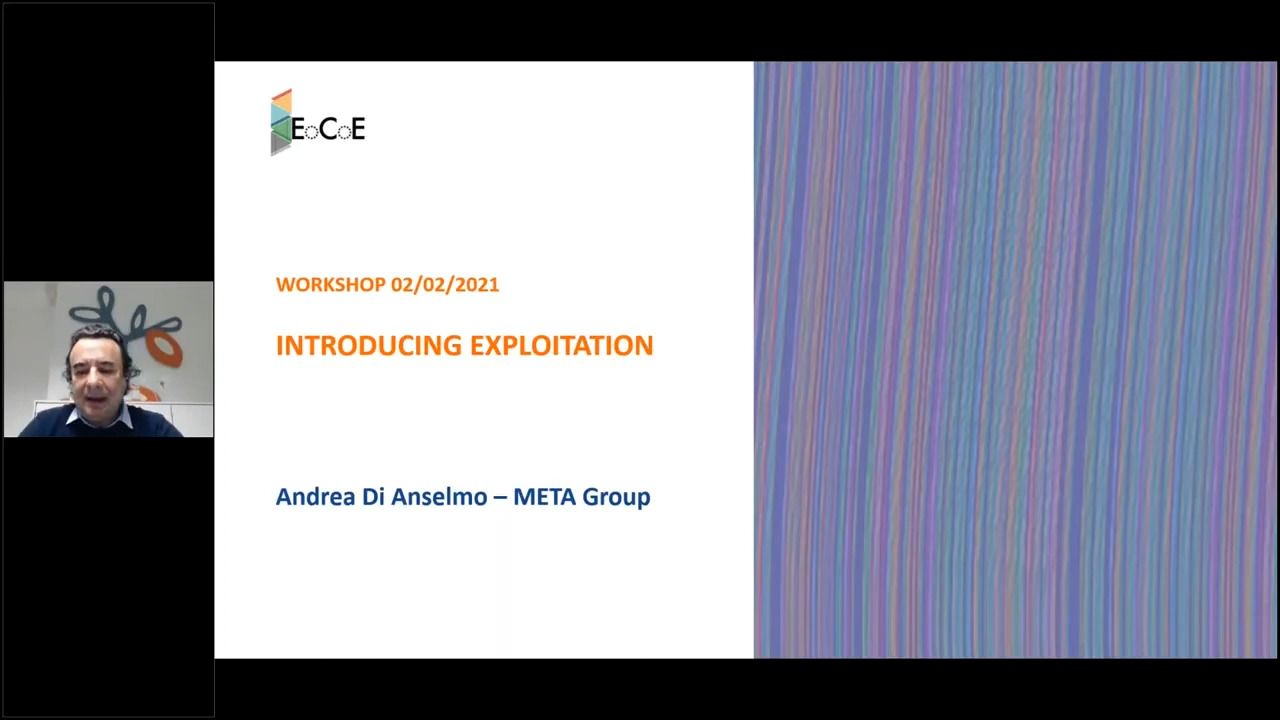 EoCoE
WORKSHOP 02/02/2021
INTRODUCING EXPLOITATION
Andrea Di Anselmo – META Group